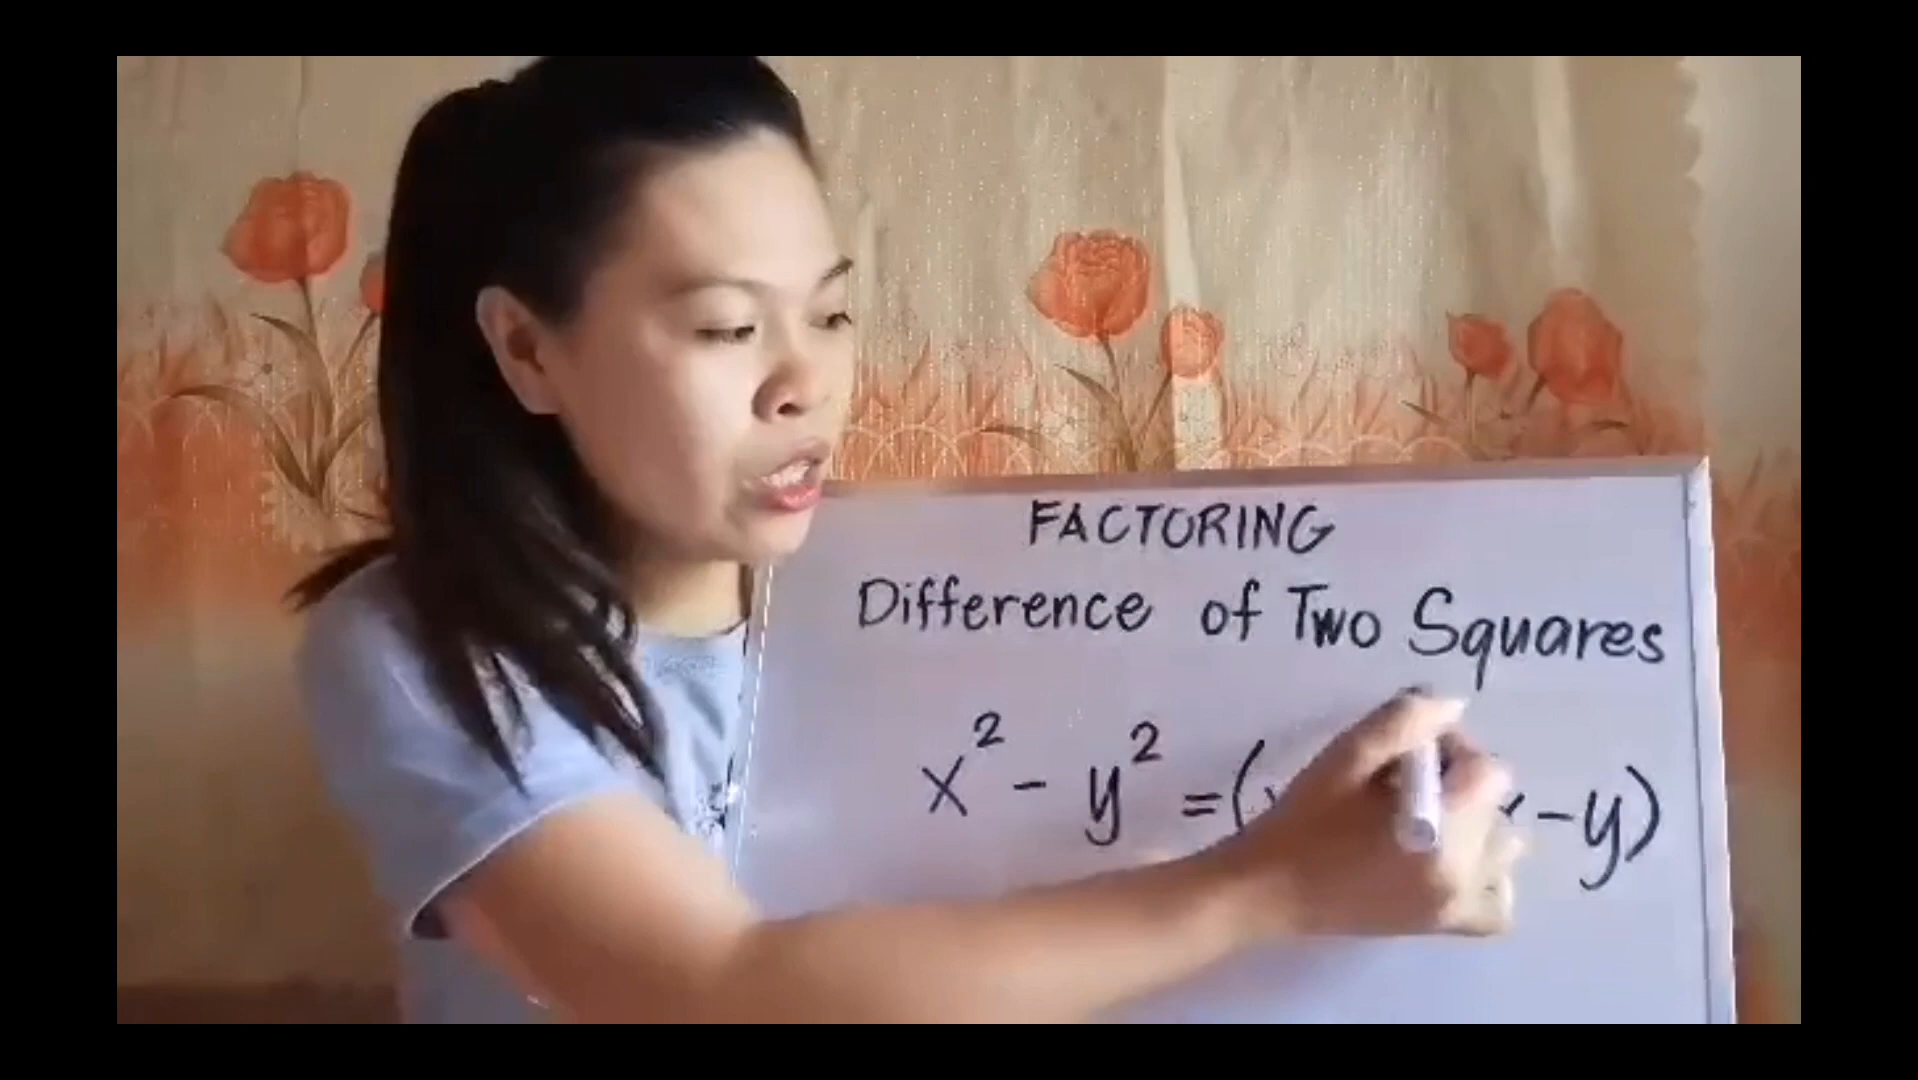 FACTORING
Difference of Two Squares
x² - y² = ( -y)